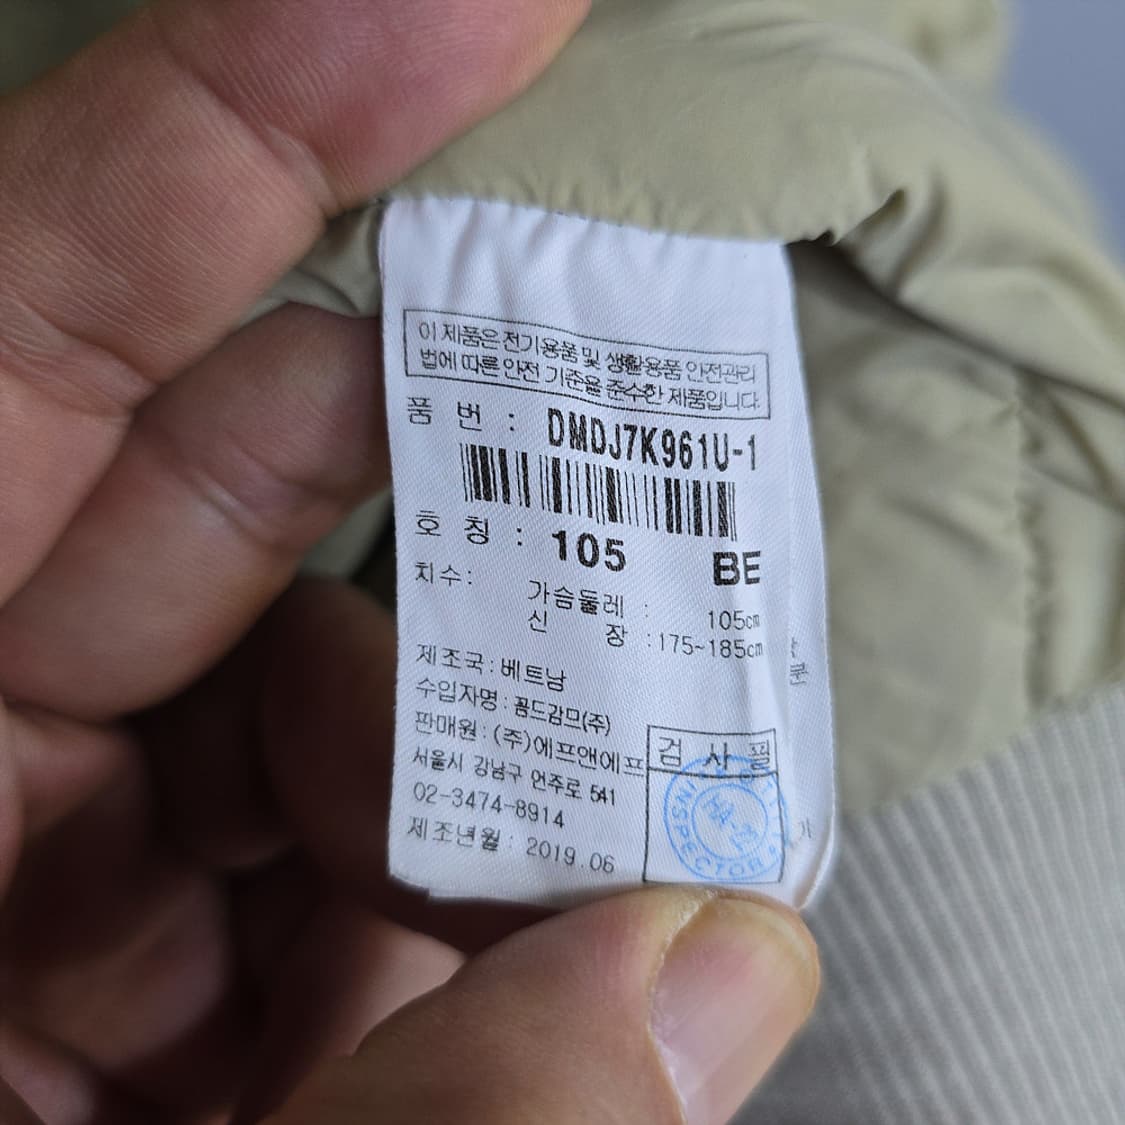 이 제품은 전기용품 및 생활용품 안전관리
법에 따른 안전 기준을 준수한 제품입니다.
품 번 : DMDJ7K961U-1
호 칭 : 105 BE
치수: 가슴둘레 : 105cm
신 장 : 175~185cm
제조국 : 베트남
수입자명 : 꼼드감므(주)
판매원 : (주)에프앤에프
검 사 필
서울시 강남구 언주로 541
02-3474-8914
제조년월 : 2019.06
INSPECTOR